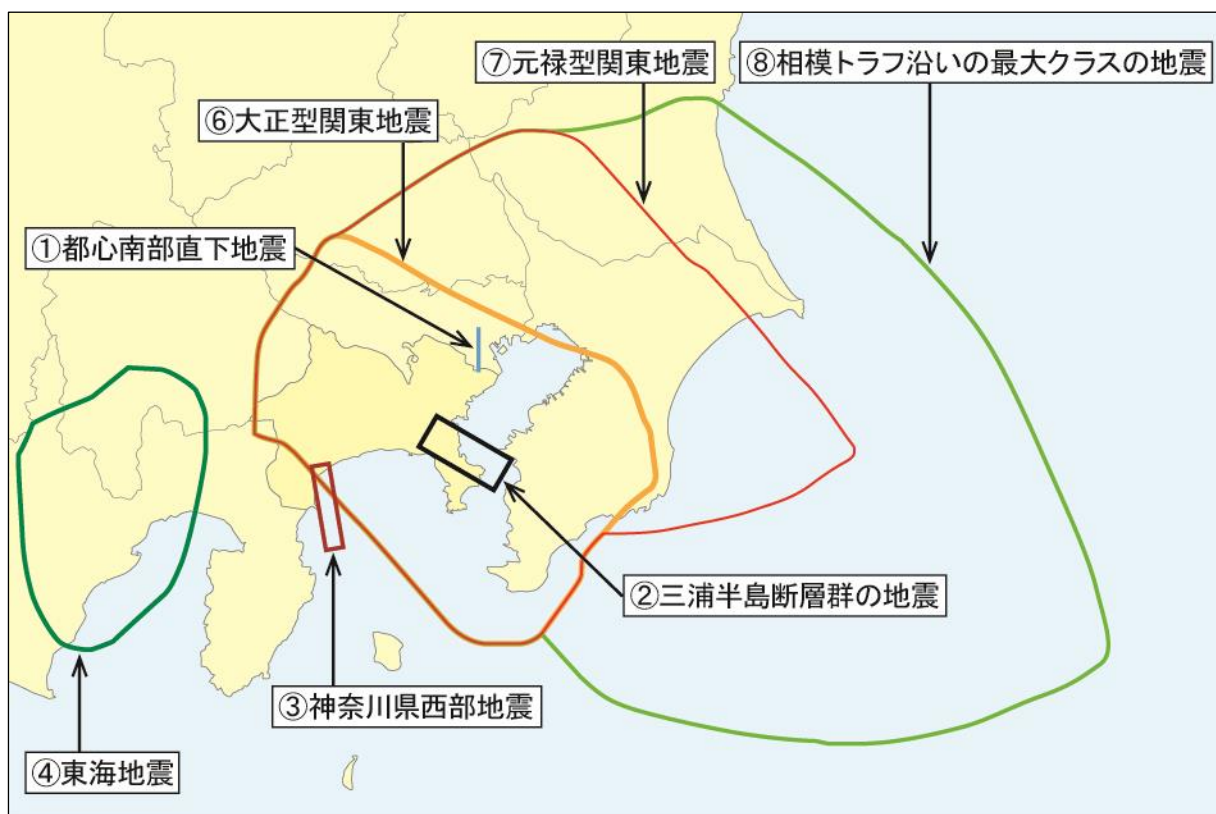 ⑦元禄型関東地震
⑧相模トラフ沿いの最大クラスの地震
⑥大正型関東地震
①都心南部直下地震
②三浦半島断層群の地震
③神奈川県西部地震
④東海地震